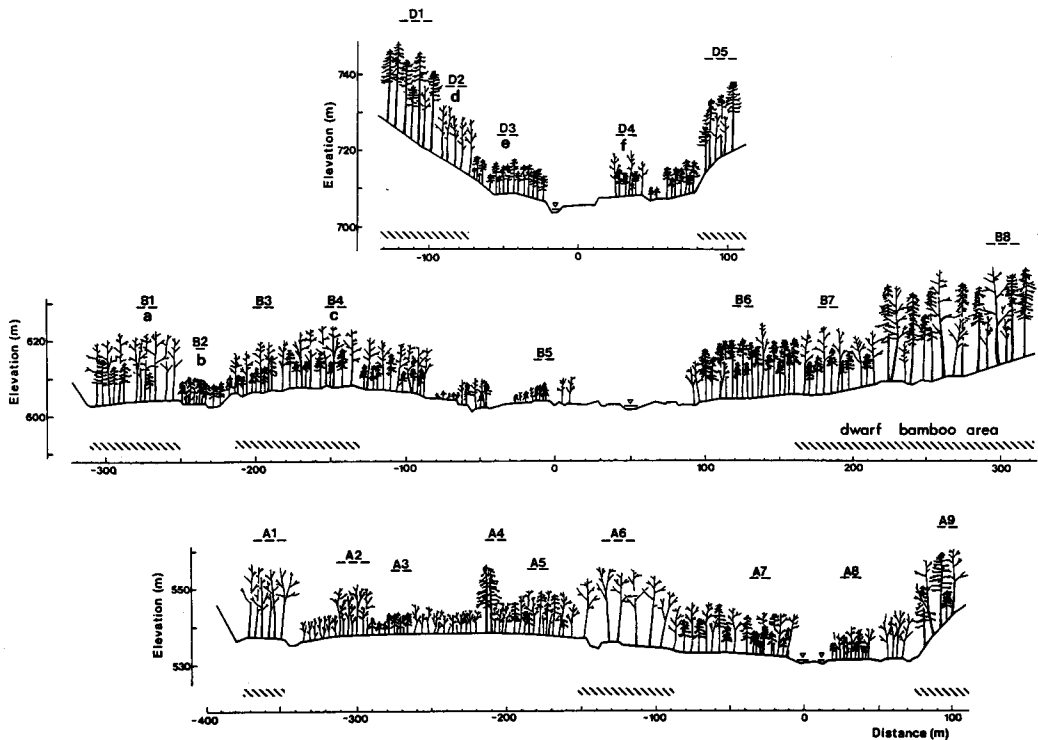 D1
D5
740
D2
d
D3
e
D4
f
720
700
Elevation (m)
-100
0
100
B8
B1
a
B3
B4
c
B6
B7
B2
b
B5
620
600
Elevation (m)
dwarf bamboo area
-300
-200
-100
0
100
200
300
A1
A4
A6
A9
A2
A3
A5
A7
A8
550
530
Elevation (m)
-400
-300
-200
-100
0
100
Distance (m)